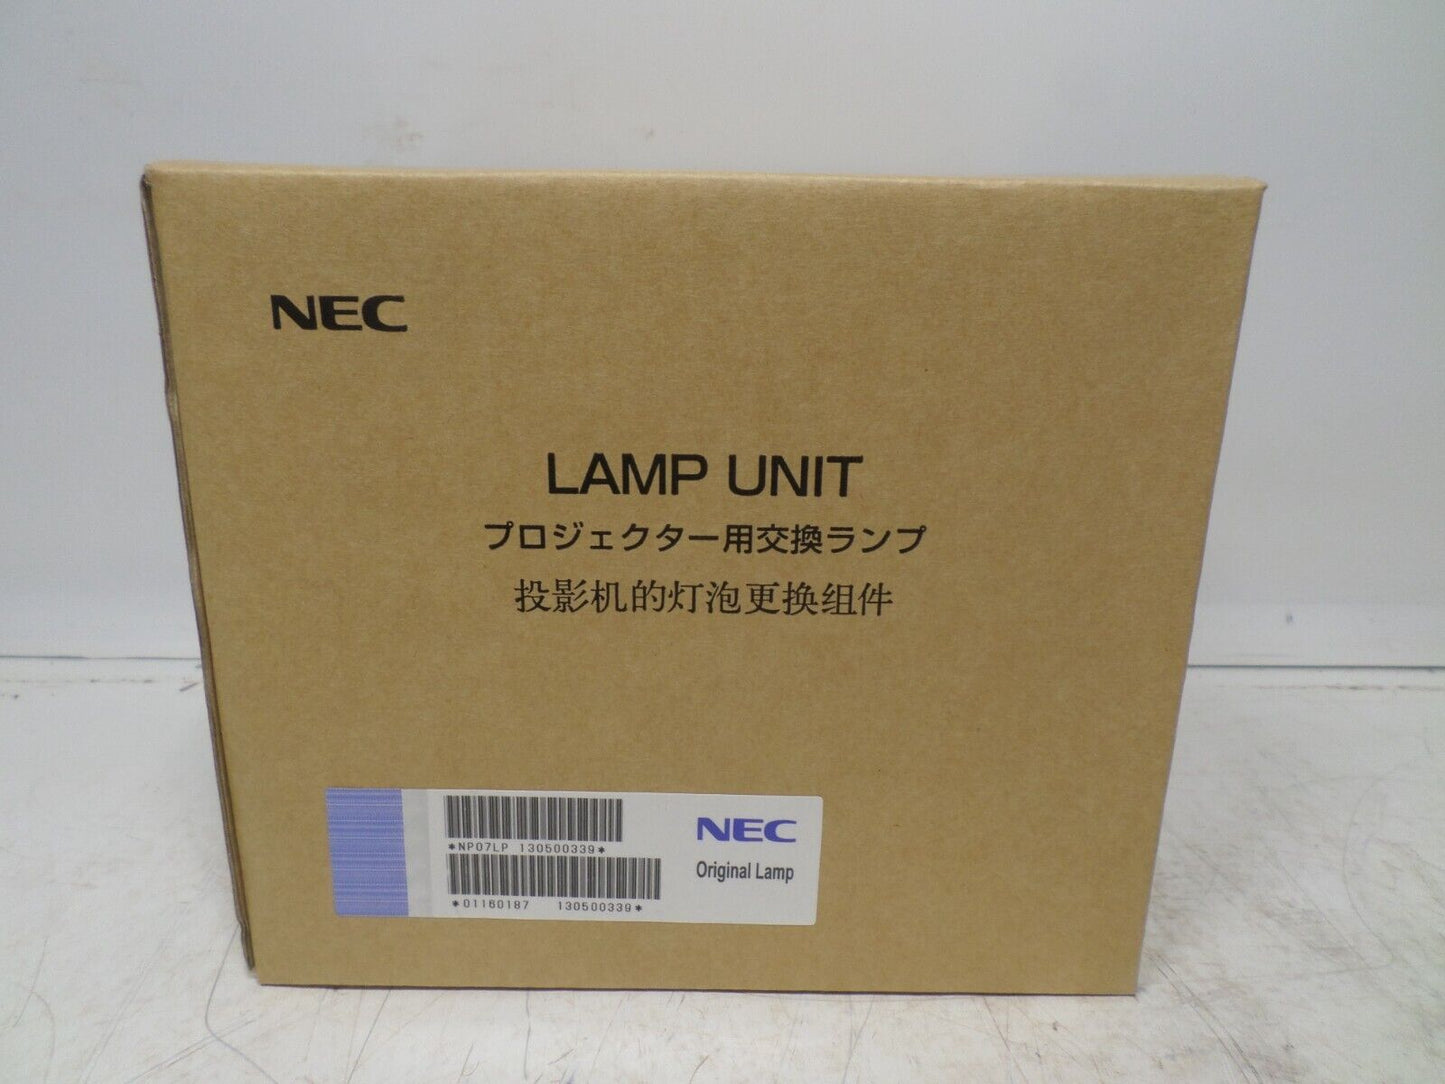 NEC
LAMP UNIT
プロジェクター用交換ランプ
投影机的灯泡更换组件
*NP07LP 130500339*
*01160187 130500339*
NEC
Original Lamp